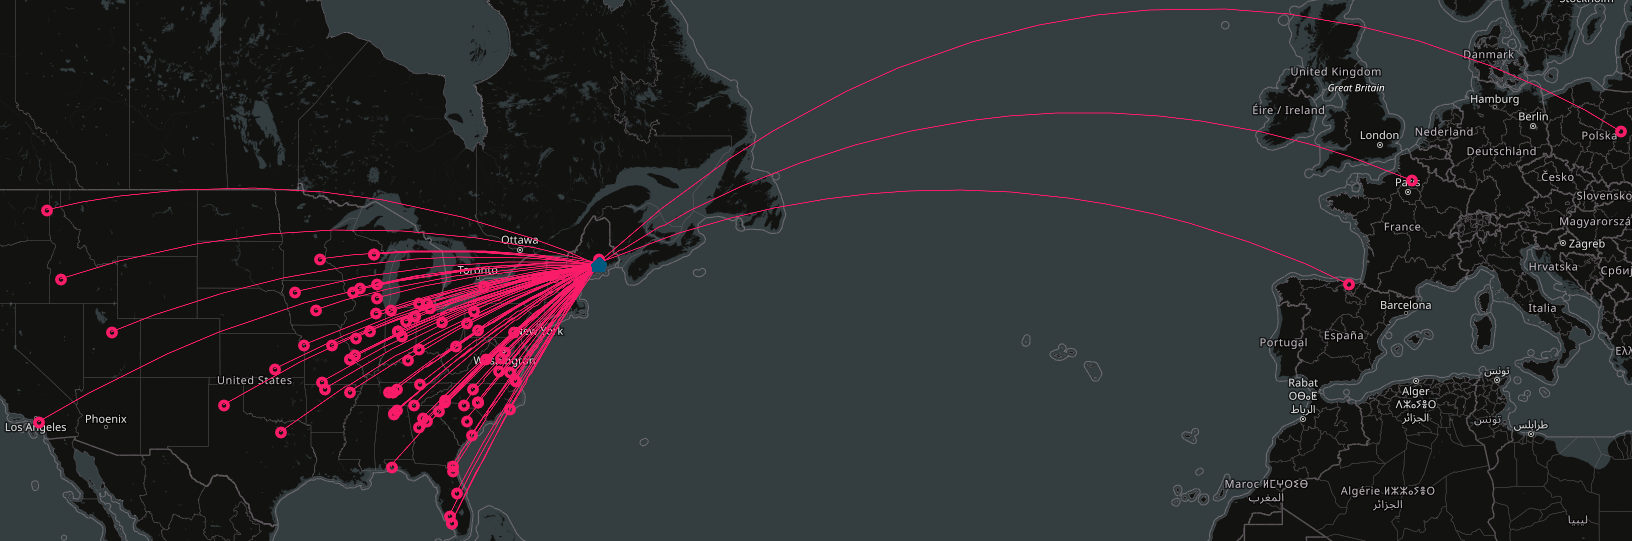 Stockholm
Danmark
United Kingdom
Great Britain
Hamburg
Éire / Ireland
Berlin
London
Nederland
Polska
Deutschland
Česko
Paris
Slovensko
Magyarorszá
France
Ottawa
Zagreb
Toronto
Hrvatska
Србиј
Barcelona
Italia
New York
España
Portugal
Ελλ
Washington
United States
تونس
Rabat
ⵔⴱⴰⵟ
الرباط
Alger
ⴷⵣⴰⵢⴻⵔ
الجزائر
Phoenix
Los Angeles
تونس
طرابلس
Maroc ⵍⵎⵖⵔⵉⴱ
المغرب
Algérie ⵍⵣⵣⴰⵢⴻⵔ
الجزائر
ليبيا